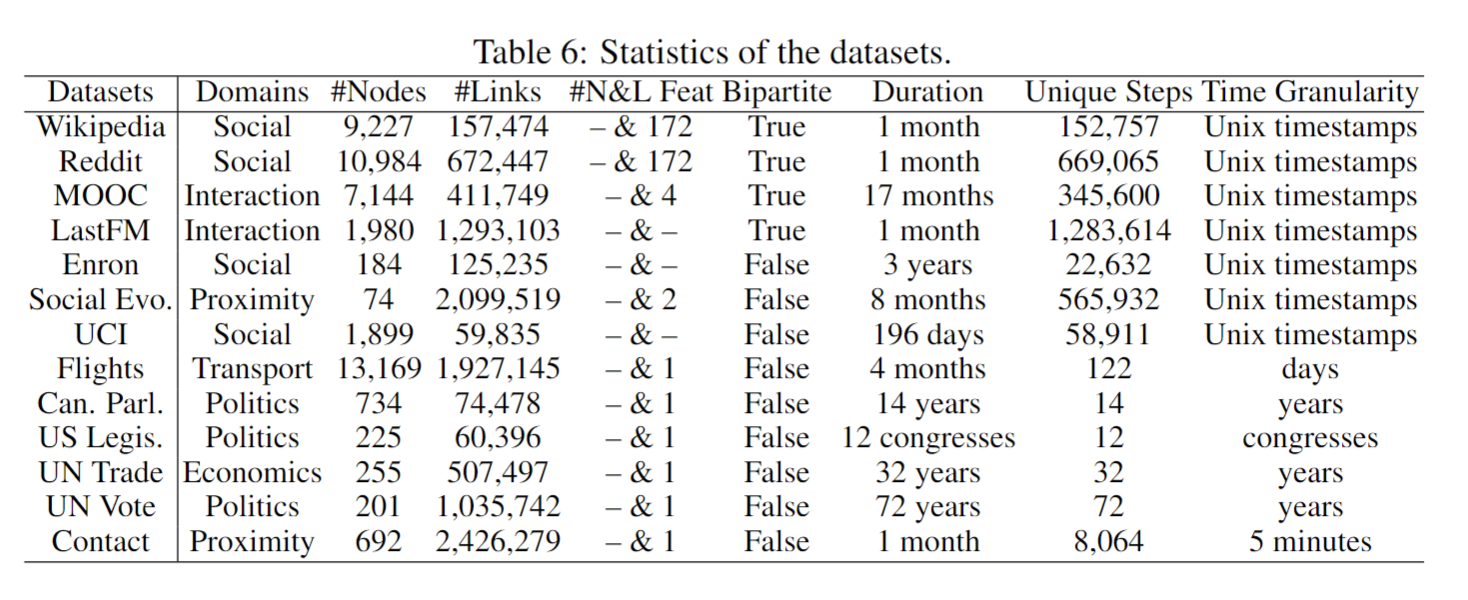 Table 6: Statistics of the datasets.
Datasets Domains #Nodes #Links #N&L Feat Bipartite Duration Unique Steps Time Granularity
Wikipedia Social 9,227 157,474 – & 172 True 1 month 152,757 Unix timestamps
Reddit Social 10,984 672,447 – & 172 True 1 month 669,065 Unix timestamps
MOOC Interaction 7,144 411,749 – & 4 True 17 months 345,600 Unix timestamps
LastFM Interaction 1,980 1,293,103 – & – True 1 month 1,283,614 Unix timestamps
Enron Social 184 125,235 – & – False 3 years 22,632 Unix timestamps
Social Evo. Proximity 74 2,099,519 – & 2 False 8 months 565,932 Unix timestamps
UCI Social 1,899 59,835 – & – False 196 days 58,911 Unix timestamps
Flights Transport 13,169 1,927,145 – & 1 False 4 months 122 days
Can. Parl. Politics 734 74,478 – & 1 False 14 years 14 years
US Legis. Politics 225 60,396 – & 1 False 12 congresses 12 congresses
UN Trade Economics 255 507,497 – & 1 False 32 years 32 years
UN Vote Politics 201 1,035,742 – & 1 False 72 years 72 years
Contact Proximity 692 2,426,279 – & 1 False 1 month 8,064 5 minutes